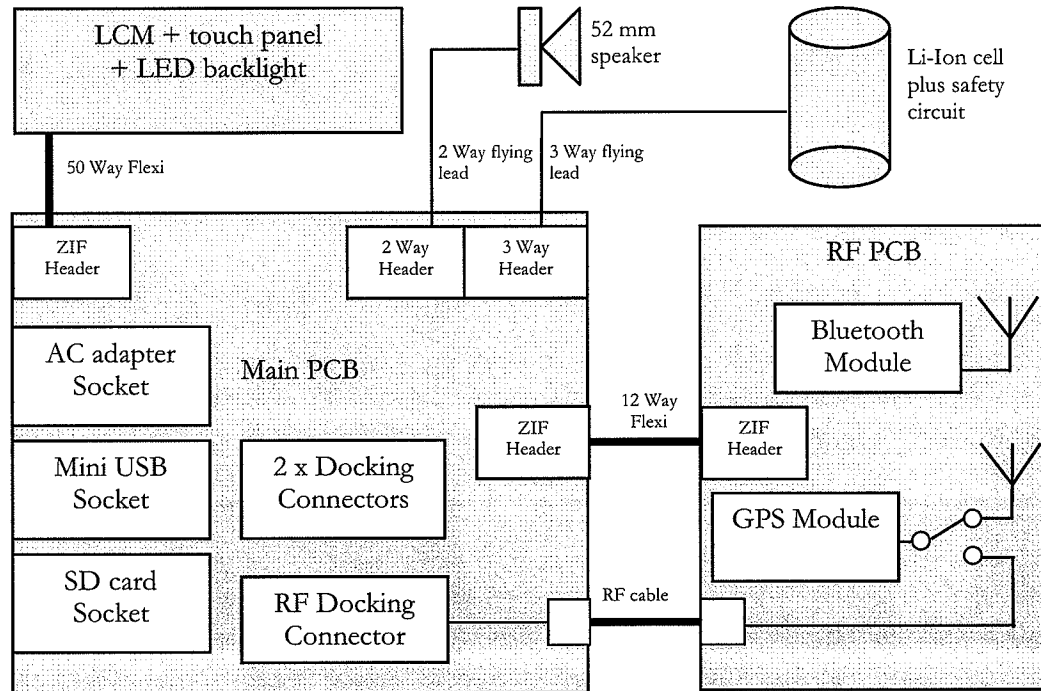 LCM + touch panel
+ LED backlight
52 mm
speaker
Li-Ion cell
plus safety
circuit
50 Way Flexi
2 Way flying
lead
3 Way flying
lead
ZIF
Header
2 Way
Header
3 Way
Header
RF PCB
AC adapter
Socket
Main PCB
Bluetooth
Module
12 Way
Flexi
ZIF
Header
ZIF
Header
Mini USB
Socket
2 x Docking
Connectors
GPS Module
SD card
Socket
RF Docking
Connector
RF cable